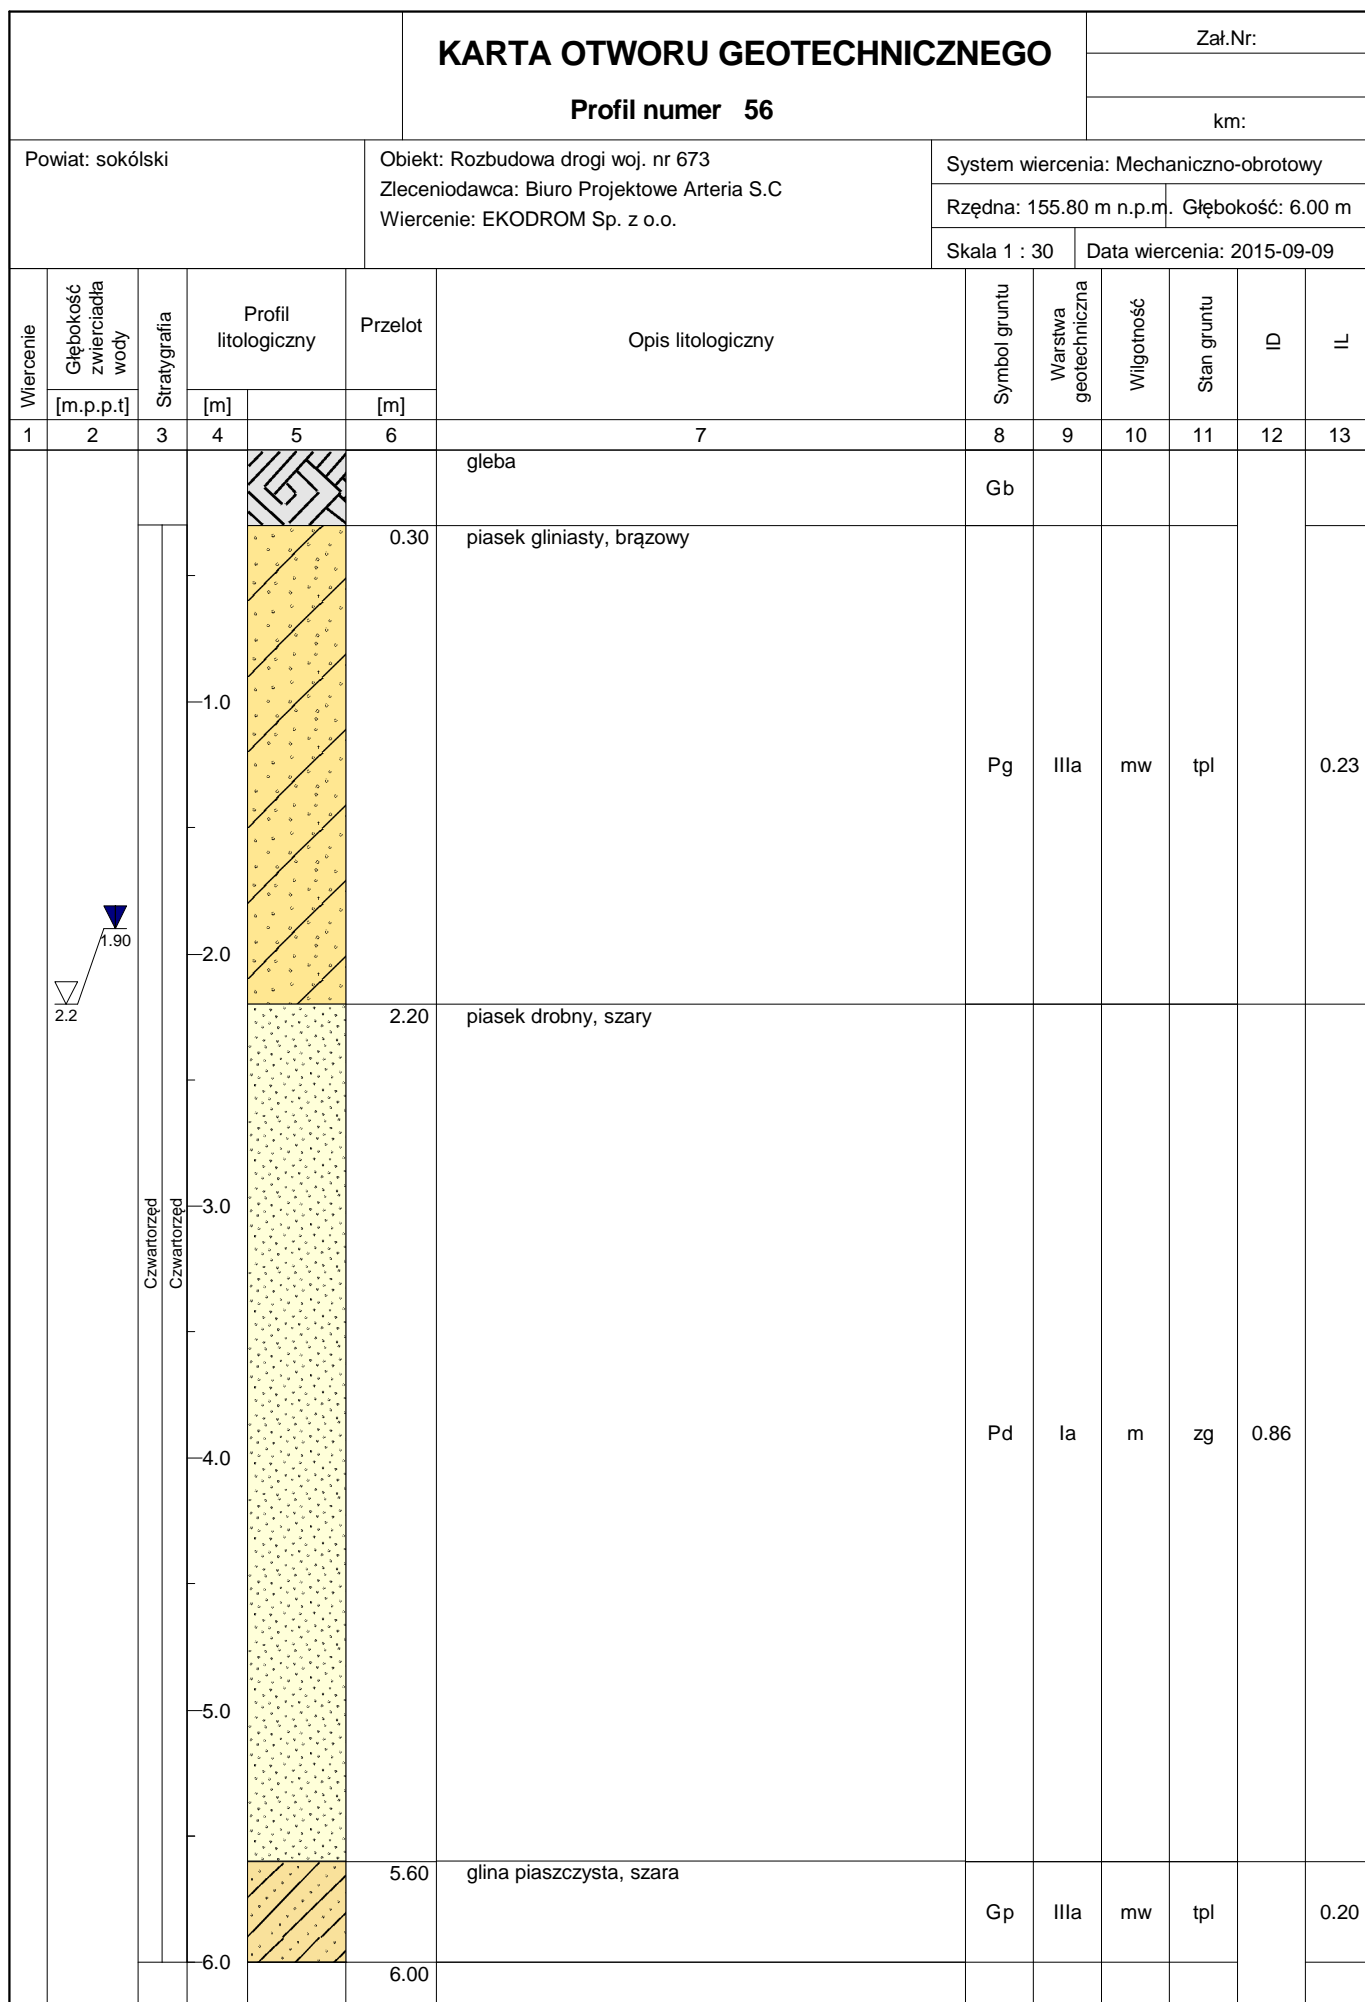 KARTA OTWORU GEOTECHNICZNEGO
Profil numer 56
Zał.Nr:
km:
Powiat: sokólski
Obiekt: Rozbudowa drogi woj. nr 673
Zleceniodawca: Biuro Projektowe Arteria S.C
Wiercenie: EKODROM Sp. z o.o.
System wiercenia: Mechaniczno-obrotowy
Rzędna: 155.80 m n.p.m. Głębokość: 6.00 m
Skala 1 : 30 Data wiercenia: 2015-09-09
Wiercenie
Głębokość
zwierciadła
wody
[m.p.p.t]
Stratygrafia
Profil
litologiczny
[m]
Przelot
[m]
Opis litologiczny
Symbol gruntu
Warstwa
geotechniczna
Wilgotność
Stan gruntu
ID
IL
1 2 3 4 5 6 7 8 9 10 11 12 13
gleba
Gb
0.30 piasek gliniasty, brązowy
1.0
Pg IIIa mw tpl 0.23
1.90
2.0
2.2
2.20 piasek drobny, szary
3.0
Czwartorzęd
Czwartorzęd
Pd Ia m zg 0.86
4.0
5.0
5.60 glina piaszczysta, szara
Gp IIIa mw tpl 0.20
6.0
6.00